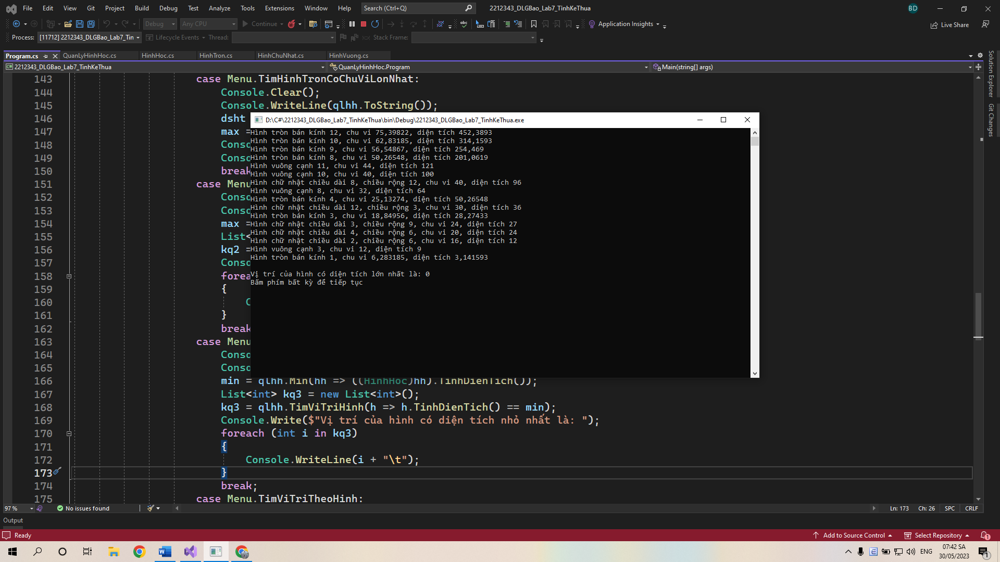 File Edit View Git Project Build Debug Test Analyze Tools Extensions Window Help Search (Ctrl+Q) 2212343_DLGBao_Lab7_TinhKeThua BD
Debug Any CPU Continue Application Insights Live Share
Process: [11712] 2212343_DLGBao_Lab7_Tin Lifecycle Events Thread: Stack Frame:
Program.cs QuanLyHinhHoc.cs HinhHoc.cs HinhTron.cs HinhChuNhat.cs HinhVuong.cs
2212343_DLGBao_Lab7_TinhKeThua QuanLyHinhHoc.Program Main(string[] args)
Solution Explorer
Git Changes
143 case Menu.TimHinhTronCoChuViLonNhat:
144 Console.Clear();
145 Console.WriteLine(qlhh.ToString());
146 dsht
147 max =
148 Conso
149 Conso
150 break
151 case Menu
152 Conso
153 Conso
154 max =
155 List<
156 kq2 =
157 Conso
158 forea
159 {
160 C
161 }
162 break
163 case Menu
164 Conso
165 Conso
166 min = qlhh.Min(hh => ((HinhHoc)hh).TinhDienTich());
167 List<int> kq3 = new List<int>();
168 kq3 = qlhh.TimViTriHinh(h => h.TinhDienTich() == min);
169 Console.Write($"Vị trí của hình có diện tích nhỏ nhất là: ");
170 foreach (int i in kq3)
171 {
172 Console.WriteLine(i + "\t");
173 }
174 break;
175 case Menu.TimViTriTheoHinh:
D:\C#\2212343_DLGBao_Lab7_TinhKeThua\bin\Debug\2212343_DLGBao_Lab7_TinhKeThua.exe
Hình tròn bán kính 12, chu vi 75,39822, diện tích 452,3893
Hình tròn bán kính 10, chu vi 62,83185, diện tích 314,1593
Hình tròn bán kính 9, chu vi 56,54867, diện tích 254,469
Hình tròn bán kính 8, chu vi 50,26548, diện tích 201,0619
Hình vuông cạnh 11, chu vi 44, diện tích 121
Hình vuông cạnh 10, chu vi 40, diện tích 100
Hình chữ nhật chiều dài 8, chiều rộng 12, chu vi 40, diện tích 96
Hình vuông cạnh 8, chu vi 32, diện tích 64
Hình tròn bán kính 4, chu vi 25,13274, diện tích 50,26548
Hình chữ nhật chiều dài 12, chiều rộng 3, chu vi 30, diện tích 36
Hình tròn bán kính 3, chu vi 18,84956, diện tích 28,27433
Hình chữ nhật chiều dài 3, chiều rộng 9, chu vi 24, diện tích 27
Hình chữ nhật chiều dài 4, chiều rộng 6, chu vi 20, diện tích 24
Hình chữ nhật chiều dài 2, chiều rộng 6, chu vi 16, diện tích 12
Hình vuông cạnh 3, chu vi 12, diện tích 9
Hình tròn bán kính 1, chu vi 6,283185, diện tích 3,141593
Vị trí của hình có diện tích lớn nhất là: 0
Bấm phím bất kỳ để tiếp tục
97 % No issues found Ln: 173 Ch: 26 SPC CRLF
Output
Ready Add to Source Control Select Repository 1
ENG 07:42 SA
30/05/2023 1